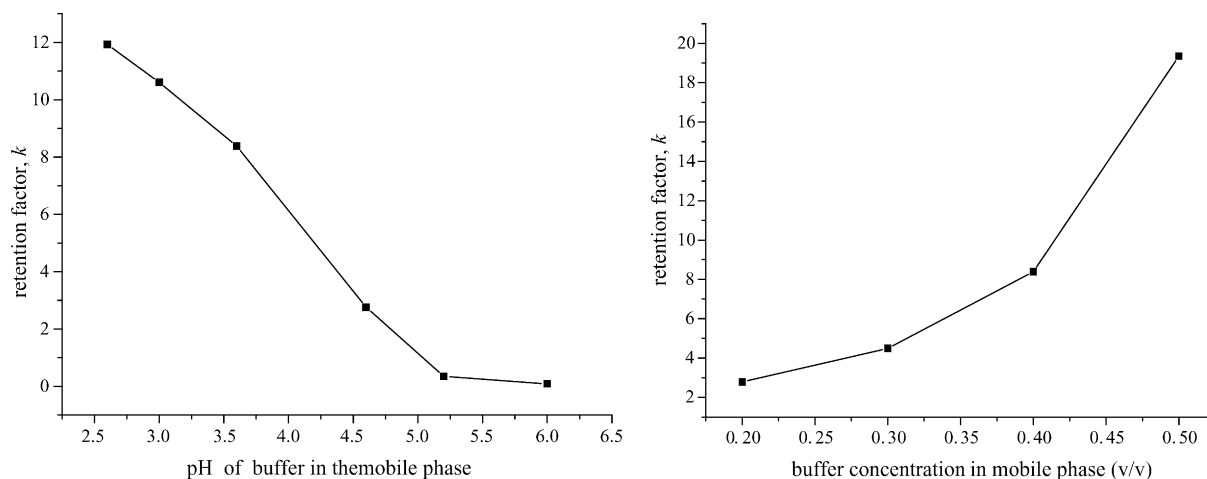 12
10
8
6
4
2
0
retention factor, k
2.5 3.0 3.5 4.0 4.5 5.0 5.5 6.0 6.5
pH of buffer in themobile phase
20
18
16
14
12
10
8
6
4
2
retention factor, k
0.20 0.25 0.30 0.35 0.40 0.45 0.50
buffer concentration in mobile phase (v/v)